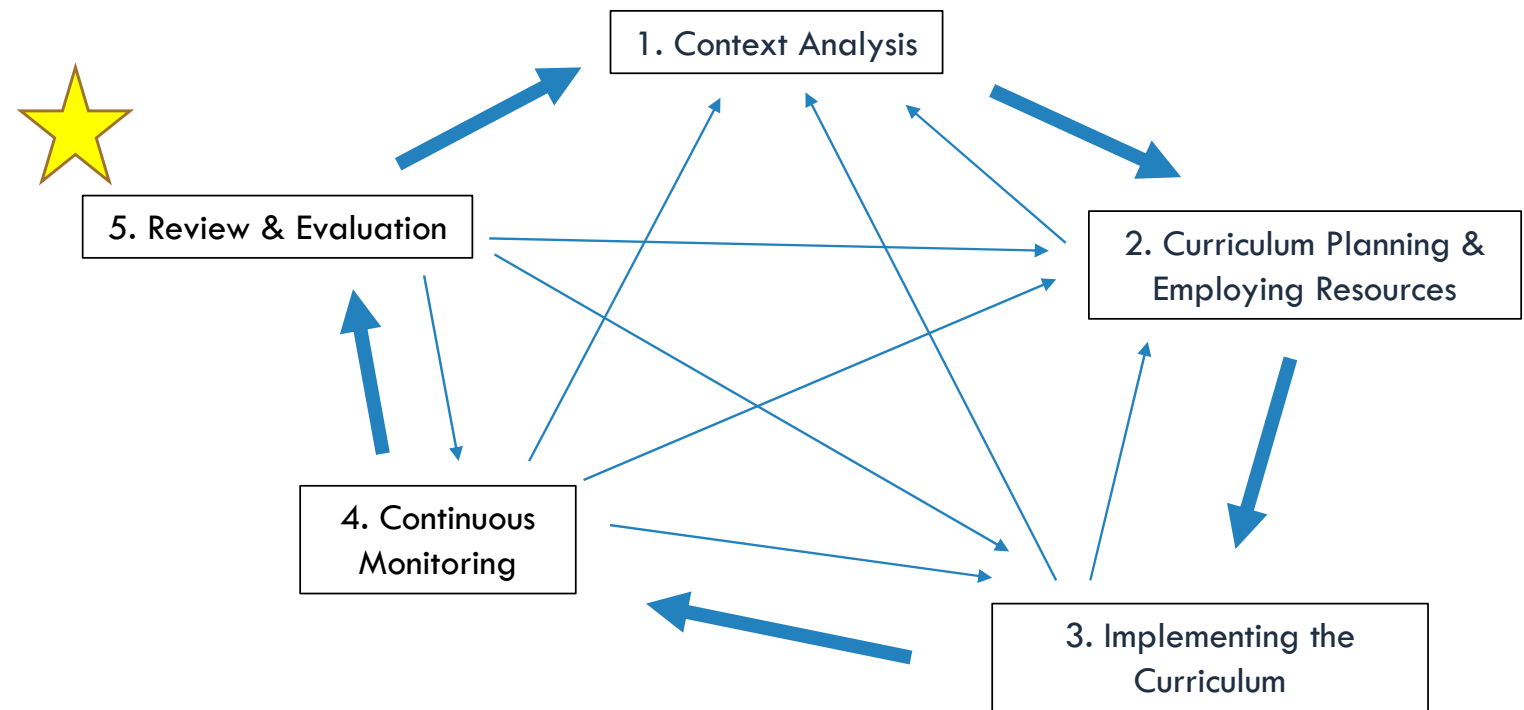 1. Context Analysis
5. Review & Evaluation
2. Curriculum Planning &
Employing Resources
4. Continuous
Monitoring
3. Implementing the
Curriculum